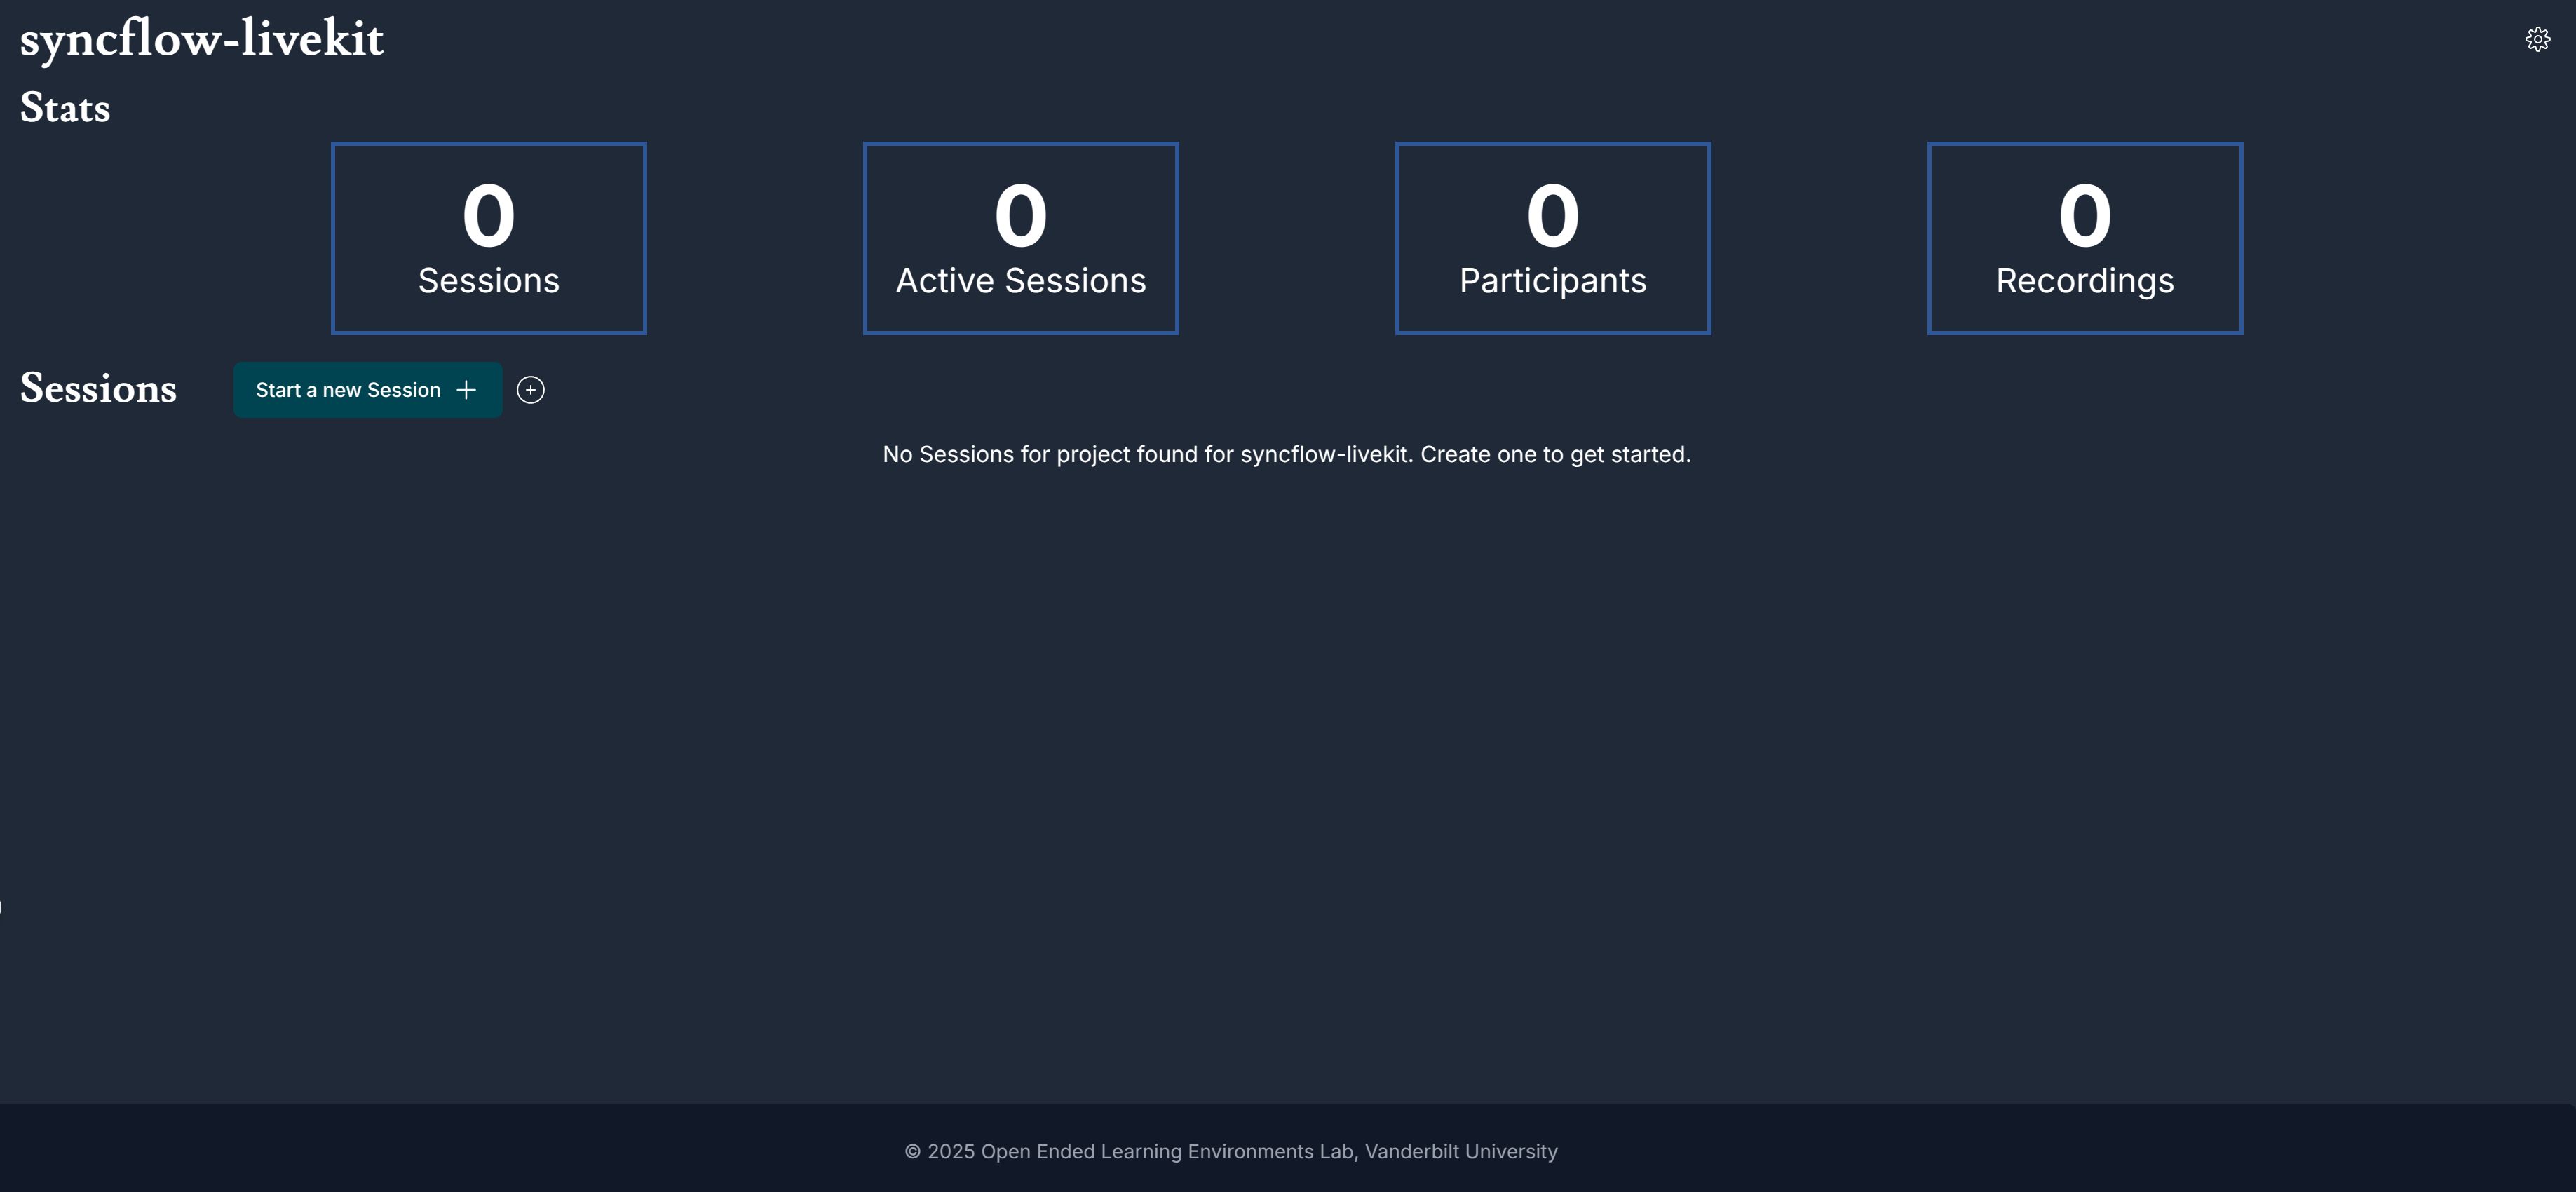 syncflow-livekit
Stats
0
Sessions
0
Active Sessions
0
Participants
0
Recordings
Sessions
Start a new Session
No Sessions for project found for syncflow-livekit. Create one to get started.
© 2025 Open Ended Learning Environments Lab, Vanderbilt University